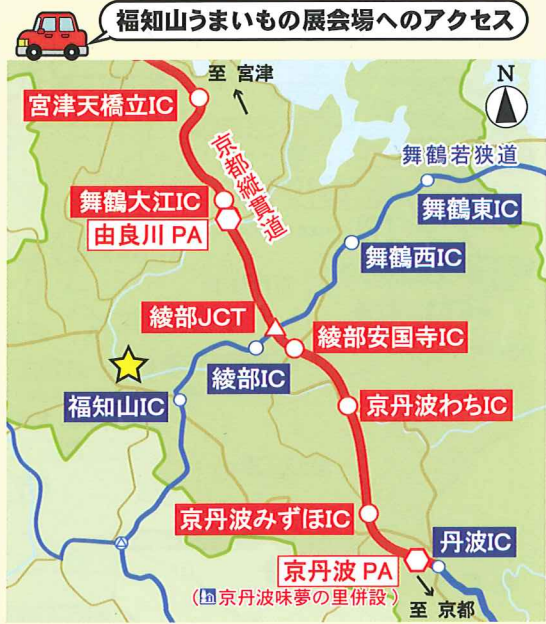 福知山うまいもの展会場へのアクセス
至 宮津
N
宮津天橋立IC
京都縦貫道
舞鶴若狭道
舞鶴大江IC
由良川 PA
舞鶴東IC
舞鶴西IC
綾部JCT
綾部安国寺IC
綾部IC
福知山IC
京丹波わちIC
京丹波みずほIC
丹波IC
京丹波 PA
(京丹波味夢の里併設)
至 京都